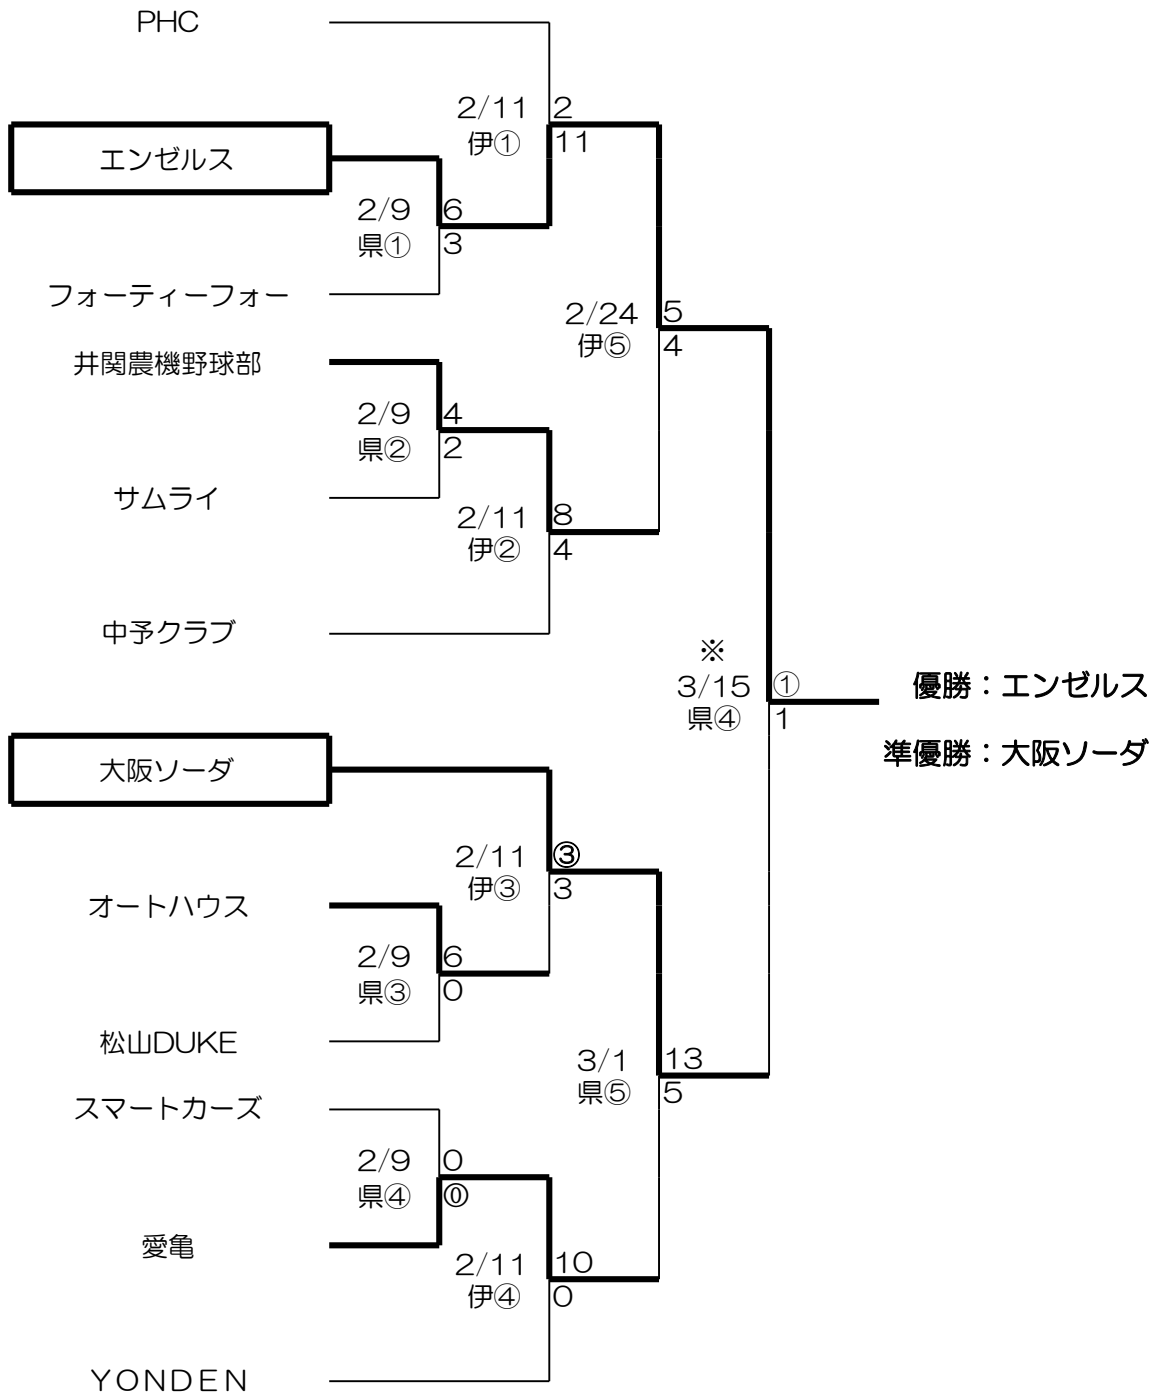 PHC
2/11 2
伊① 11
エンゼルス
2/9 6
県① 3
フォーティーフォー
2/24 5
伊⑤ 4
井関農機野球部
2/9 4
県② 2
サムライ
2/11 8
伊② 4
中予クラブ
※
3/15 ①
県④ 1
優勝：エンゼルス
準優勝：大阪ソーダ
大阪ソーダ
2/11 ③
伊③ 3
オートハウス
2/9 6
県③ 0
松山DUKE
3/1 13
県⑤ 5
スマートカーズ
2/9 0
県④ ⓪
愛亀
2/11 10
伊④ 0
YONDEN